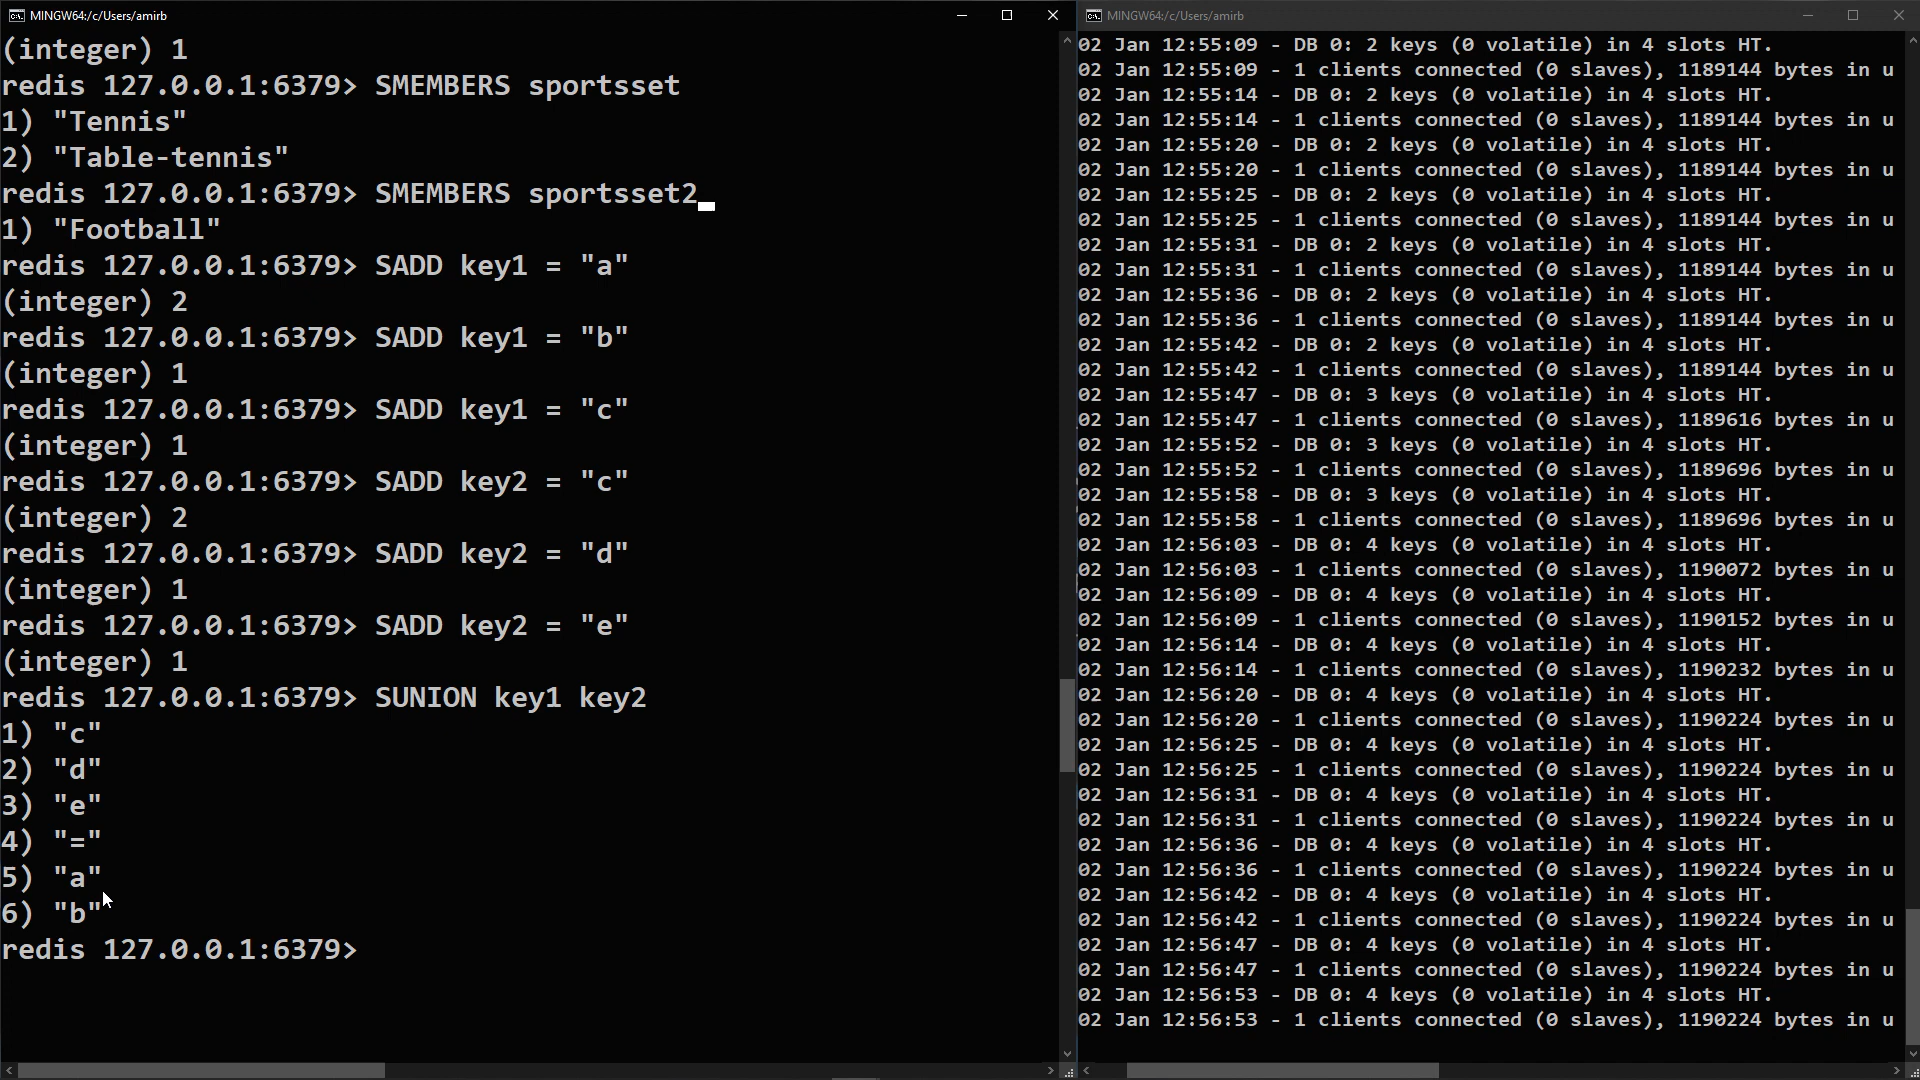 MINGW64:/c/Users/amirb
(integer) 1
redis 127.0.0.1:6379> SMEMBERS sportsset
1) "Tennis"
2) "Table-tennis"
redis 127.0.0.1:6379> SMEMBERS sportsset2
1) "Football"
redis 127.0.0.1:6379> SADD key1 = "a"
(integer) 2
redis 127.0.0.1:6379> SADD key1 = "b"
(integer) 1
redis 127.0.0.1:6379> SADD key1 = "c"
(integer) 1
redis 127.0.0.1:6379> SADD key2 = "c"
(integer) 2
redis 127.0.0.1:6379> SADD key2 = "d"
(integer) 1
redis 127.0.0.1:6379> SADD key2 = "e"
(integer) 1
redis 127.0.0.1:6379> SUNION key1 key2
1) "c"
2) "d"
3) "e"
4) "="
5) "a"
6) "b"
redis 127.0.0.1:6379>
MINGW64:/c/Users/amirb
02 Jan 12:55:09 - DB 0: 2 keys (0 volatile) in 4 slots HT.
02 Jan 12:55:09 - 1 clients connected (0 slaves), 1189144 bytes in u
02 Jan 12:55:14 - DB 0: 2 keys (0 volatile) in 4 slots HT.
02 Jan 12:55:14 - 1 clients connected (0 slaves), 1189144 bytes in u
02 Jan 12:55:20 - DB 0: 2 keys (0 volatile) in 4 slots HT.
02 Jan 12:55:20 - 1 clients connected (0 slaves), 1189144 bytes in u
02 Jan 12:55:25 - DB 0: 2 keys (0 volatile) in 4 slots HT.
02 Jan 12:55:25 - 1 clients connected (0 slaves), 1189144 bytes in u
02 Jan 12:55:31 - DB 0: 2 keys (0 volatile) in 4 slots HT.
02 Jan 12:55:31 - 1 clients connected (0 slaves), 1189144 bytes in u
02 Jan 12:55:36 - DB 0: 2 keys (0 volatile) in 4 slots HT.
02 Jan 12:55:36 - 1 clients connected (0 slaves), 1189144 bytes in u
02 Jan 12:55:42 - DB 0: 2 keys (0 volatile) in 4 slots HT.
02 Jan 12:55:42 - 1 clients connected (0 slaves), 1189144 bytes in u
02 Jan 12:55:47 - DB 0: 3 keys (0 volatile) in 4 slots HT.
02 Jan 12:55:47 - 1 clients connected (0 slaves), 1189616 bytes in u
02 Jan 12:55:52 - DB 0: 3 keys (0 volatile) in 4 slots HT.
02 Jan 12:55:52 - 1 clients connected (0 slaves), 1189696 bytes in u
02 Jan 12:55:58 - DB 0: 3 keys (0 volatile) in 4 slots HT.
02 Jan 12:55:58 - 1 clients connected (0 slaves), 1189696 bytes in u
02 Jan 12:56:03 - DB 0: 4 keys (0 volatile) in 4 slots HT.
02 Jan 12:56:03 - 1 clients connected (0 slaves), 1190072 bytes in u
02 Jan 12:56:09 - DB 0: 4 keys (0 volatile) in 4 slots HT.
02 Jan 12:56:09 - 1 clients connected (0 slaves), 1190152 bytes in u
02 Jan 12:56:14 - DB 0: 4 keys (0 volatile) in 4 slots HT.
02 Jan 12:56:14 - 1 clients connected (0 slaves), 1190232 bytes in u
02 Jan 12:56:20 - DB 0: 4 keys (0 volatile) in 4 slots HT.
02 Jan 12:56:20 - 1 clients connected (0 slaves), 1190224 bytes in u
02 Jan 12:56:25 - DB 0: 4 keys (0 volatile) in 4 slots HT.
02 Jan 12:56:25 - 1 clients connected (0 slaves), 1190224 bytes in u
02 Jan 12:56:31 - DB 0: 4 keys (0 volatile) in 4 slots HT.
02 Jan 12:56:31 - 1 clients connected (0 slaves), 1190224 bytes in u
02 Jan 12:56:36 - DB 0: 4 keys (0 volatile) in 4 slots HT.
02 Jan 12:56:36 - 1 clients connected (0 slaves), 1190224 bytes in u
02 Jan 12:56:42 - DB 0: 4 keys (0 volatile) in 4 slots HT.
02 Jan 12:56:42 - 1 clients connected (0 slaves), 1190224 bytes in u
02 Jan 12:56:47 - DB 0: 4 keys (0 volatile) in 4 slots HT.
02 Jan 12:56:47 - 1 clients connected (0 slaves), 1190224 bytes in u
02 Jan 12:56:53 - DB 0: 4 keys (0 volatile) in 4 slots HT.
02 Jan 12:56:53 - 1 clients connected (0 slaves), 1190224 bytes in u